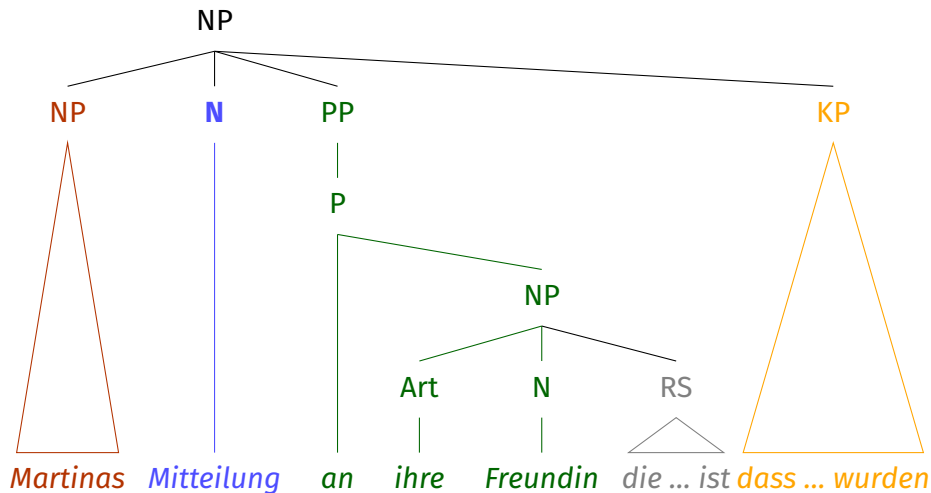 NP
NP N PP KP
P
NP
Art N RS
Martinas Mitteilung an ihre Freundin die ... ist dass ... wurden